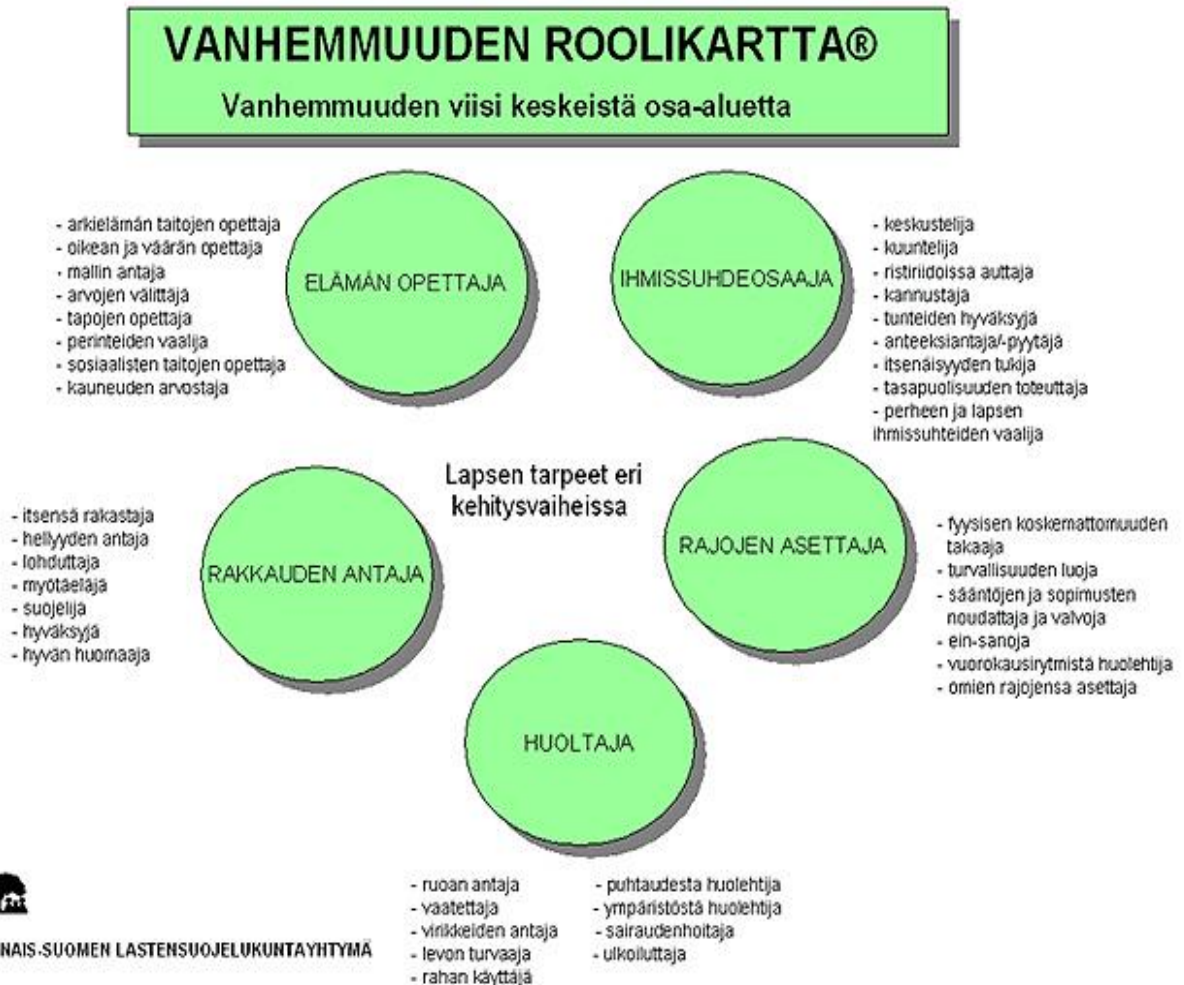 VANHEMMUUDEN ROOLIKARTTA®
Vanhemmuuden viisi keskeistä osa-aluetta
- arkielämän taitojen opettaja
- oikean ja väärän opettaja
- mallin antaja
- arvojen välittäjä
- tapojen opettaja
- perinteiden vaalija
- sosiaalisten taitojen opettaja
- kauneuden arvostaja
ELÄMÄN OPETTAJA
IHMISSUHDEOSAAJA
- keskustelija
- kuuntelija
- ristiriidoissa auttaja
- kannustaja
- tunteiden hyväksyjä
- anteeksiantaja/-pyytäjä
- itsenäisyyden tukija
- tasapuolisuuden toteuttaja
- perheen ja lapsen
ihmissuhteiden vaalija
Lapsen tarpeet eri
kehitysvaiheissa
- itsensä rakastaja
- hellyyden antaja
- lohduttaja
- myötäeläjä
- suojelija
- hyväksyjä
- hyvän huomaaja
RAKKAUDEN ANTAJA
RAJOJEN ASETTAJA
- fyysisen koskemattomuuden
takaaja
- turvallisuuden luoja
- sääntöjen ja sopimusten
noudattaja ja valvoja
- ein-sanoja
- vuorokausirytmistä huolehtija
- omien rajojensa asettaja
HUOLTAJA
- ruoan antaja
- vaatettaja
- virikkeiden antaja
- levon turvaaja
- rahan käyttäjä
- puhtaudesta huolehtija
- ympäristöstä huolehtija
- sairaudenhoitaja
- ulkoiluttaja
NAIS-SUOMEN LASTENSUOJELUKUNTAYHTYMÄ